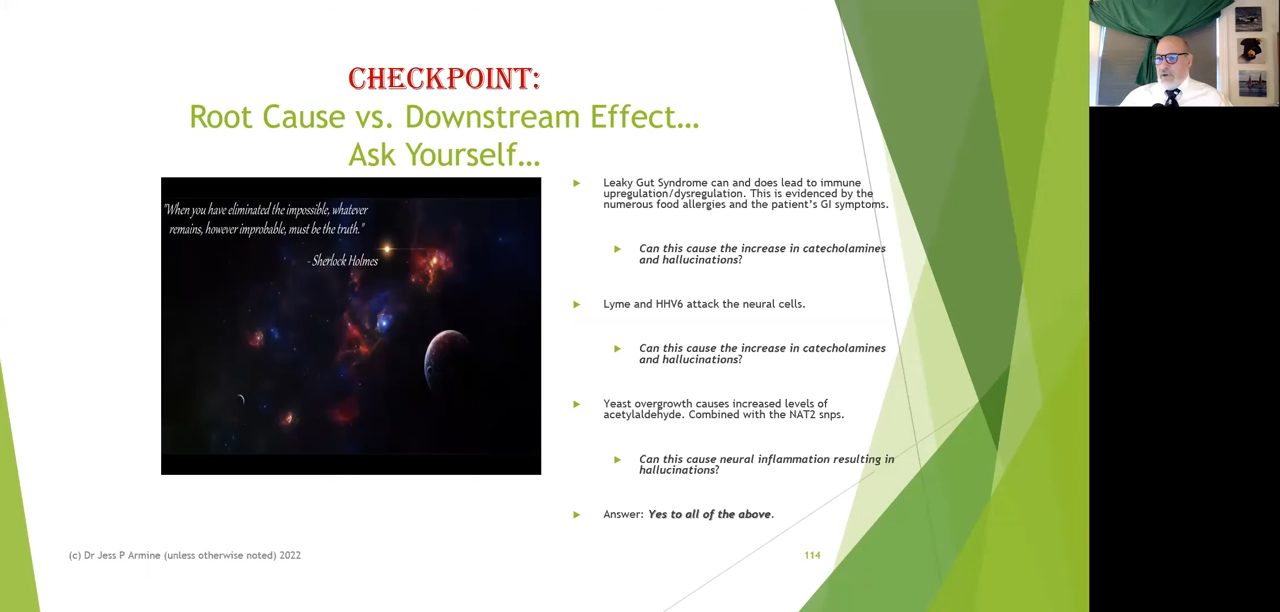 CHECKPOINT:
Root Cause vs. Downstream Effect…
Ask Yourself…
"When you have eliminated the impossible, whatever
remains, however improbable, must be the truth."
- Sherlock Holmes
Leaky Gut Syndrome can and does lead to immune
upregulation/dysregulation. This is evidenced by the
numerous food allergies and the patient's GI symptoms.
Can this cause the increase in catecholamines
and hallucinations?
Lyme and HHV6 attack the neural cells.
Can this cause the increase in catecholamines
and hallucinations?
Yeast overgrowth causes increased levels of
acetylaldehyde. Combined with the NAT2 snps.
Can this cause neural inflammation resulting in
hallucinations?
Answer: Yes to all of the above.
(c) Dr Jess P Armine (unless otherwise noted) 2022
114